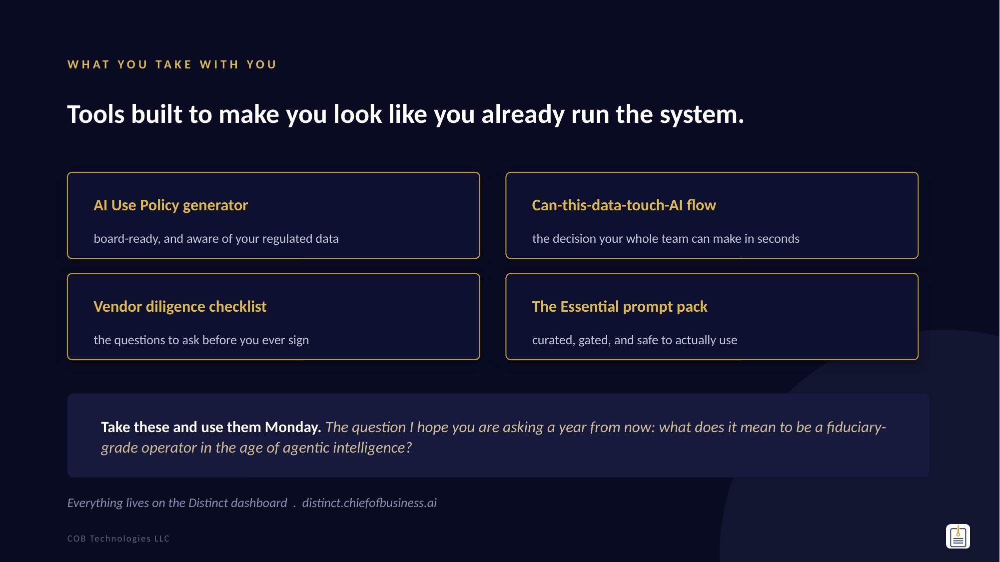 WHAT YOU TAKE WITH YOU
Tools built to make you look like you already run the system.
AI Use Policy generator
board-ready, and aware of your regulated data
Can-this-data-touch-AI flow
the decision your whole team can make in seconds
Vendor diligence checklist
the questions to ask before you ever sign
The Essential prompt pack
curated, gated, and safe to actually use
Take these and use them Monday. The question I hope you are asking a year from now: what does it mean to be a fiduciary-
grade operator in the age of agentic intelligence?
Everything lives on the Distinct dashboard . distinct.chiefofbusiness.ai
COB Technologies LLC